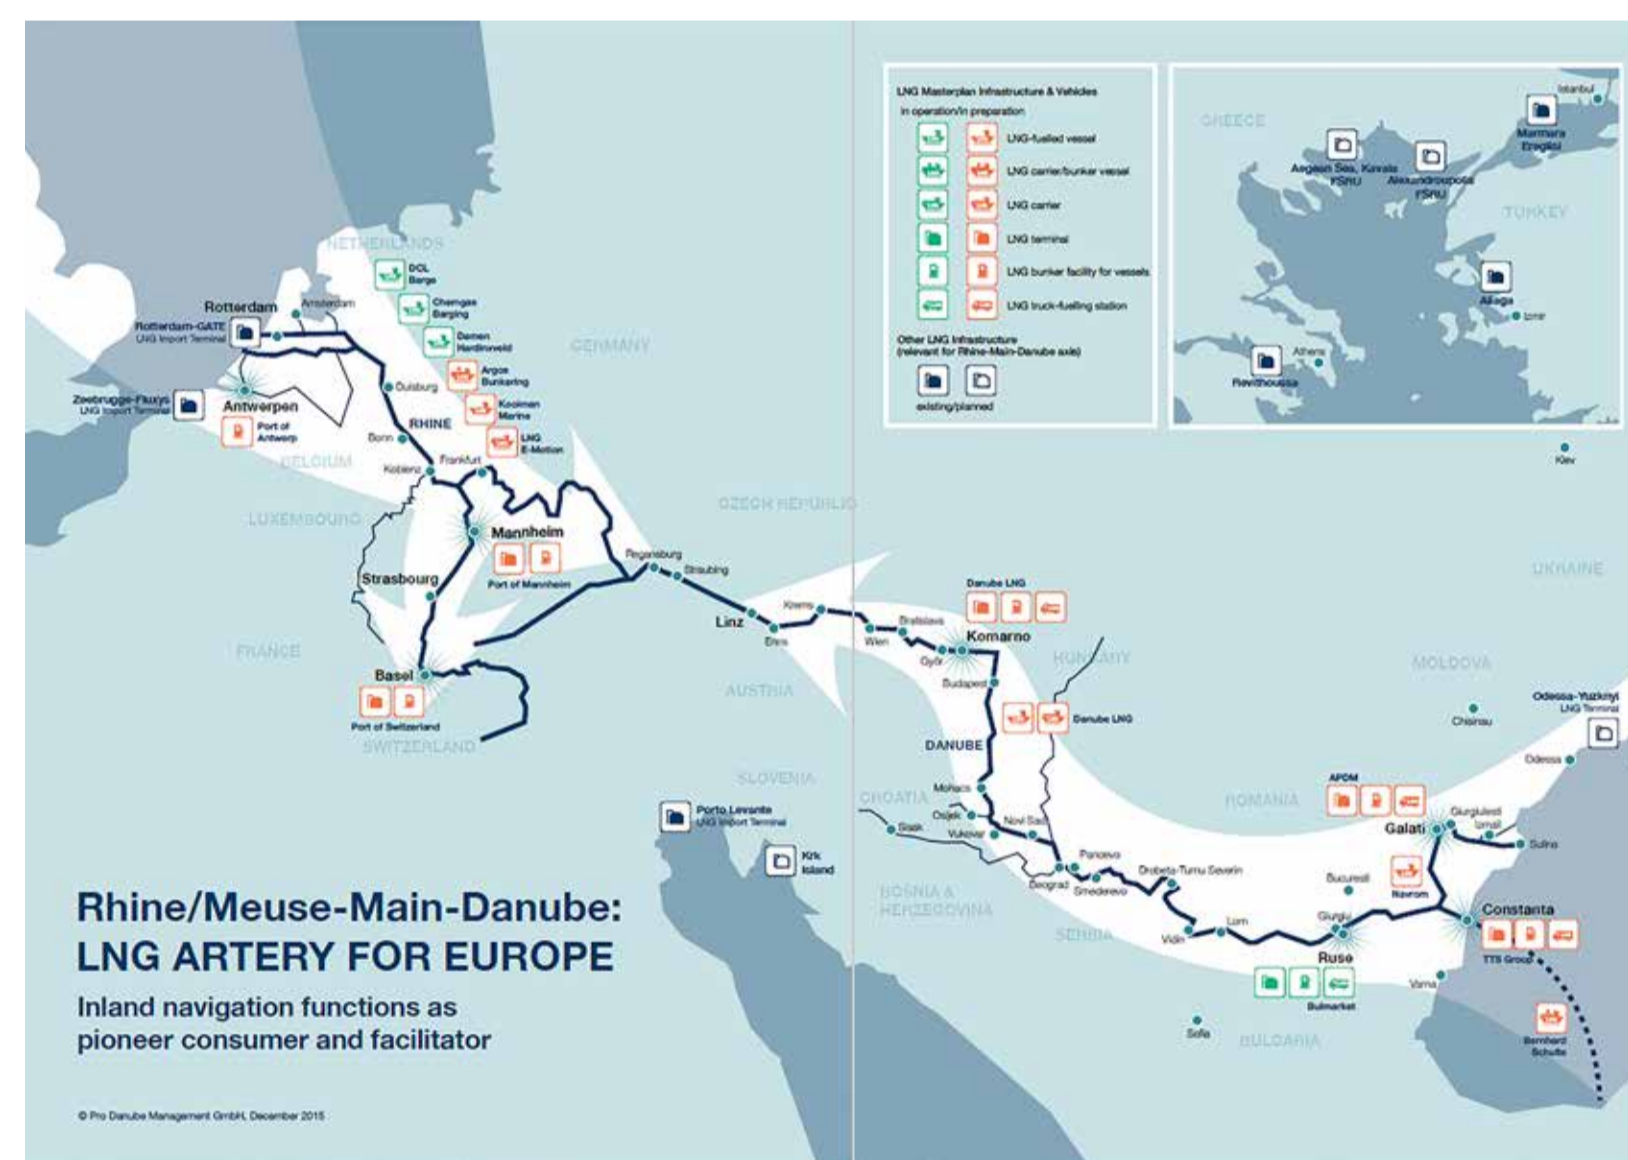 LNG Masterplan Infrastructure & Vehicles
in operation/in preparation
LNG-fuelled vessel
LNG carrier/bunker vessel
LNG carrier
LNG terminal
LNG bunker facility for vessels
LNG truck-fuelling station
Other LNG Infrastructure
(relevant for Rhine-Main-Danube axis)
existing/planned
GREECE
Istanbul
Marmara
Ereglisi
Aegean Sea, Kavala
FSRU
Alexandroupolis
FSRU
TURKEY
Aliaga
Izmir
Athens
Revithoussa
NETHERLANDS
DCL
Barge
Chemgas
Barging
Damen
Hardinxveld
Argos
Bunkering
Kooiman
Marine
LNG
E-Motion
Rotterdam
Amsterdam
Rotterdam-GATE
LNG Import Terminal
Zeebrugge-Fluxys
LNG Import Terminal
Antwerpen
Port of
Antwerp
Duisburg
RHINE
Bonn
Koblenz
Frankfurt
GERMANY
BELGIUM
LUXEMBOURG
CZECH REPUBLIC
Mannheim
Port of Mannheim
Strasbourg
FRANCE
Basel
Port of Switzerland
SWITZERLAND
Regensburg
Straubing
Linz
Enns
Krems
Wien
Bratislava
Györ
Danube LNG
Komarno
Budapest
HUNGARY
AUSTRIA
Danube LNG
DANUBE
SLOVENIA
CROATIA
Mohacs
Osijek
Sisak
Vukovar
Novi Sad
Porto Levante
LNG Import Terminal
Krk
Island
BOSNIA &
HERZEGOVINA
Beograd
Pancevo
Smederevo
SERBIA
Drobeta-Turnu Severin
Vidin
Lom
Giurgiu
Ruse
Bulmarket
Sofia
BULGARIA
Bucuresti
ROMANIA
APDM
Galati
Giurgiulesti
Izmail
Sulina
Navrom
Constanta
TTS Group
Varna
Bernhard
Schulte
Kiev
UKRAINE
MOLDOVA
Chisinau
Odessa-Yuzknyi
LNG Terminal
Odessa
Rhine/Meuse-Main-Danube:
LNG ARTERY FOR EUROPE
Inland navigation functions as
pioneer consumer and facilitator
© Pro Danube Management GmbH, December 2015